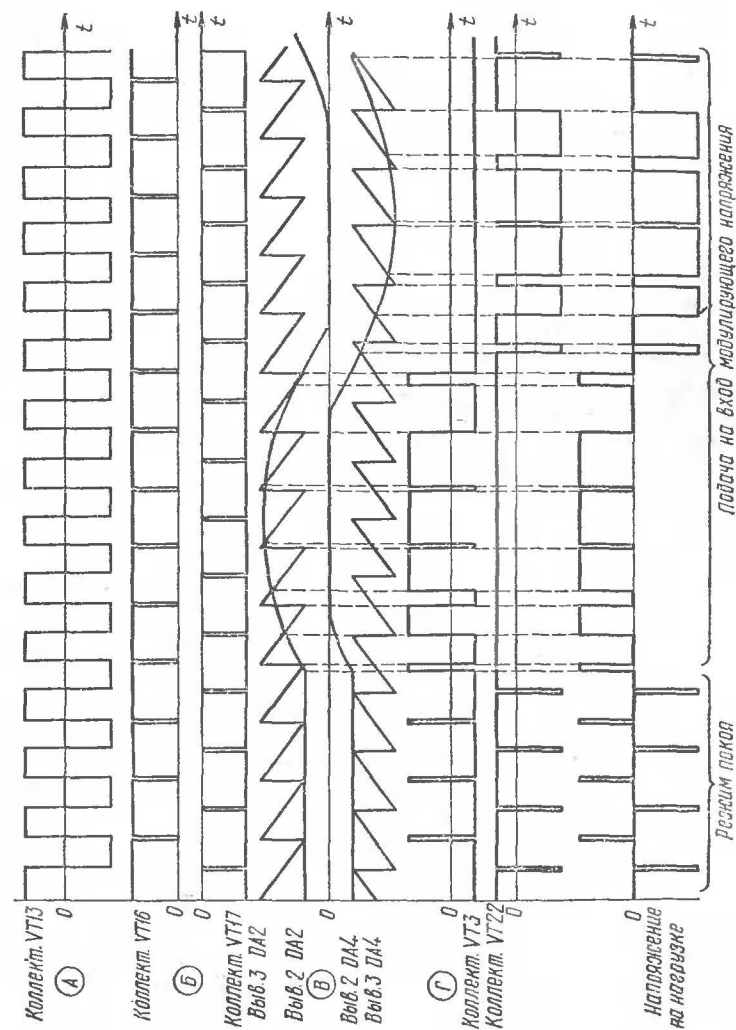 Коллект. VT13
А
0
t
Коллект. VT16
Б
0
t
0
t
Коллект. VT17
Выв.3 DA2
Выв.2 DA2
В
0
t
Выв.2 DA4
Выв.3 DA4
Г
0
t
Коллект. VT3
Коллект. VT22
0
t
Напряжение
на нагрузке
0
t
Режим покоя
Подача на вход модулирующего напряжения